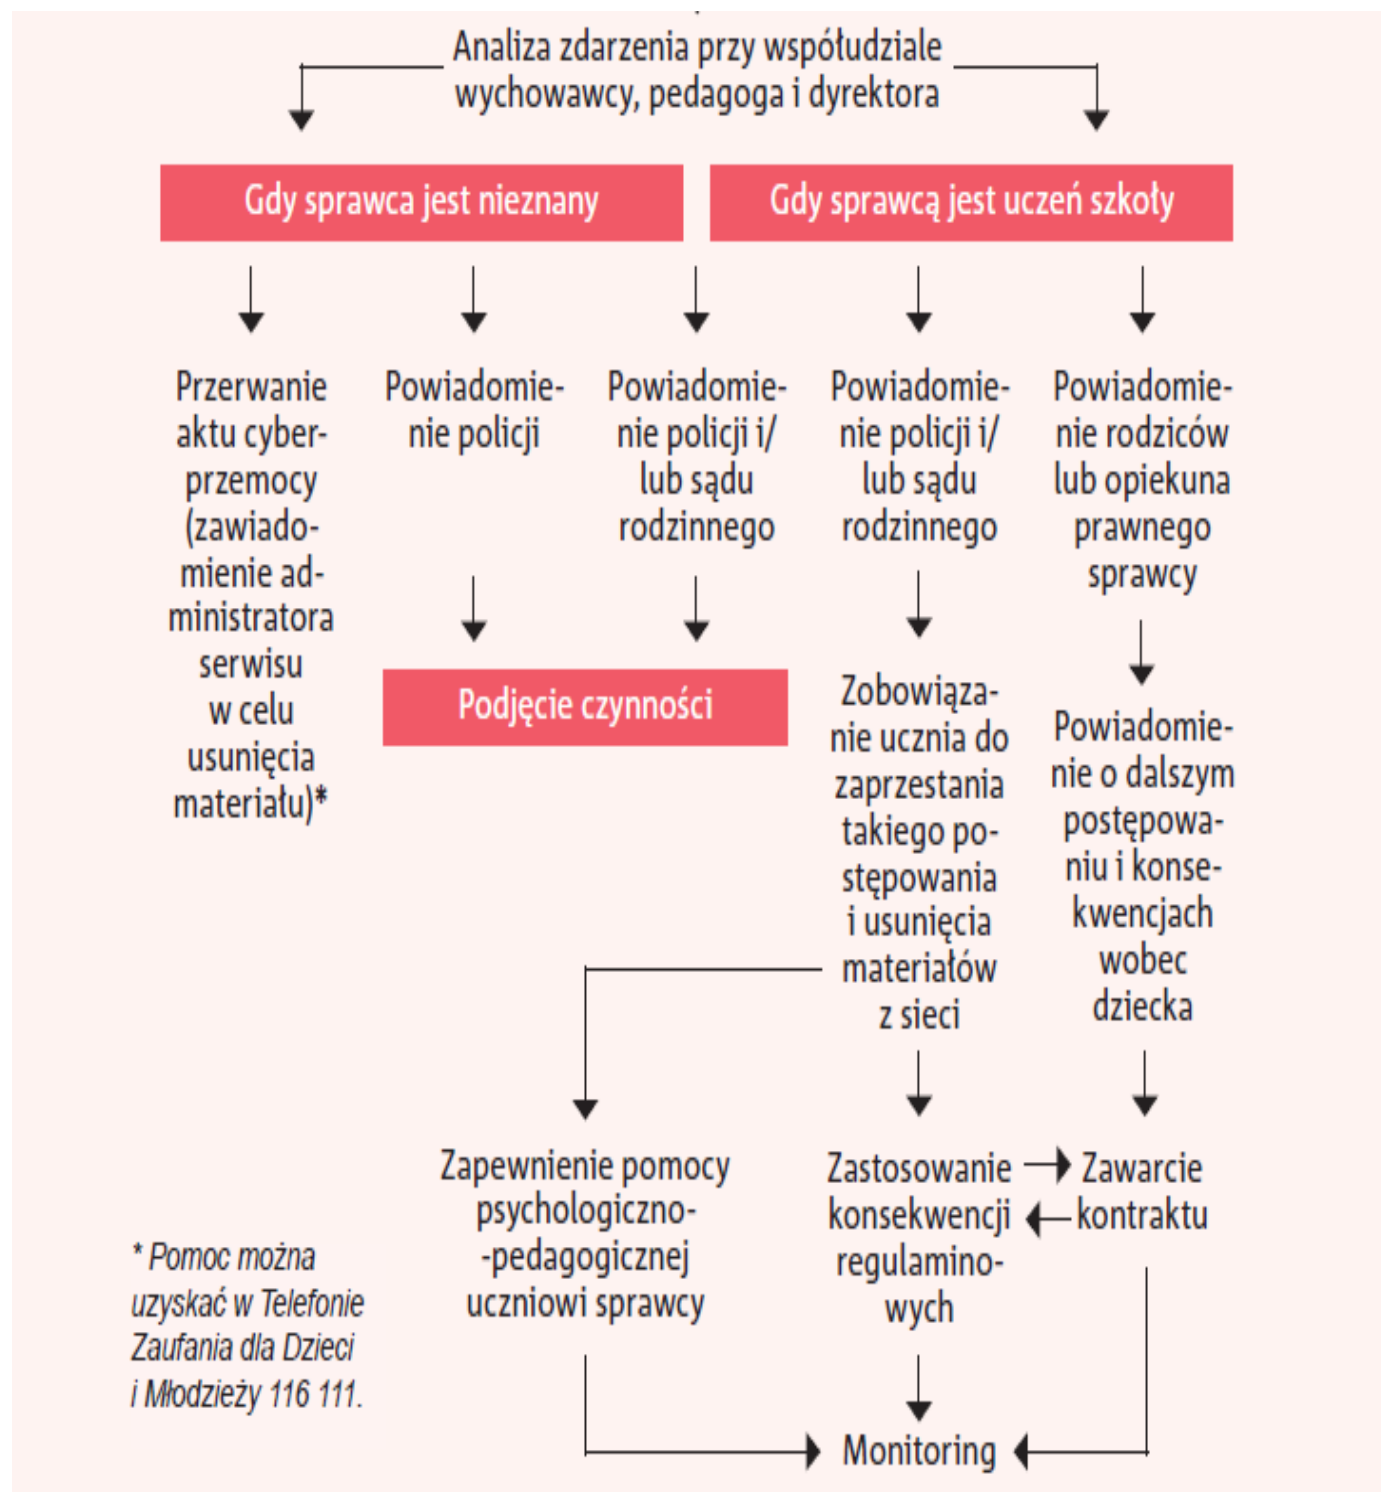 Analiza zdarzenia przy współudziale
wychowawcy, pedagoga i dyrektora
Gdy sprawca jest nieznany
Gdy sprawcą jest uczeń szkoły
Przerwanie
aktu cyber-
przemocy
(zawiado-
mienie ad-
ministratora
serwisu
w celu
usunięcia
materiału)*
Powiadomie-
nie policji
Powiadomie-
nie policji i/
lub sądu
rodzinnego
Powiadomie-
nie policji i/
lub sądu
rodzinnego
Powiadomie-
nie rodziców
lub opiekuna
prawnego
sprawcy
Podjęcie czynności
Zobowiąza-
nie ucznia do
zaprzestania
takiego po-
stępowania
i usunięcia
materiałów
z sieci
Powiadomie-
nie o dalszym
postępowa-
niu i konse-
kwencjach
wobec
dziecka
Zapewnienie pomocy
psychologiczno-
-pedagogicznej
uczniowi sprawcy
Zastosowanie
konsekwencji
regulamino-
wych
Zawarcie
kontraktu
* Pomoc można
uzyskać w Telefonie
Zaufania dla Dzieci
i Młodzieży 116 111.
Monitoring